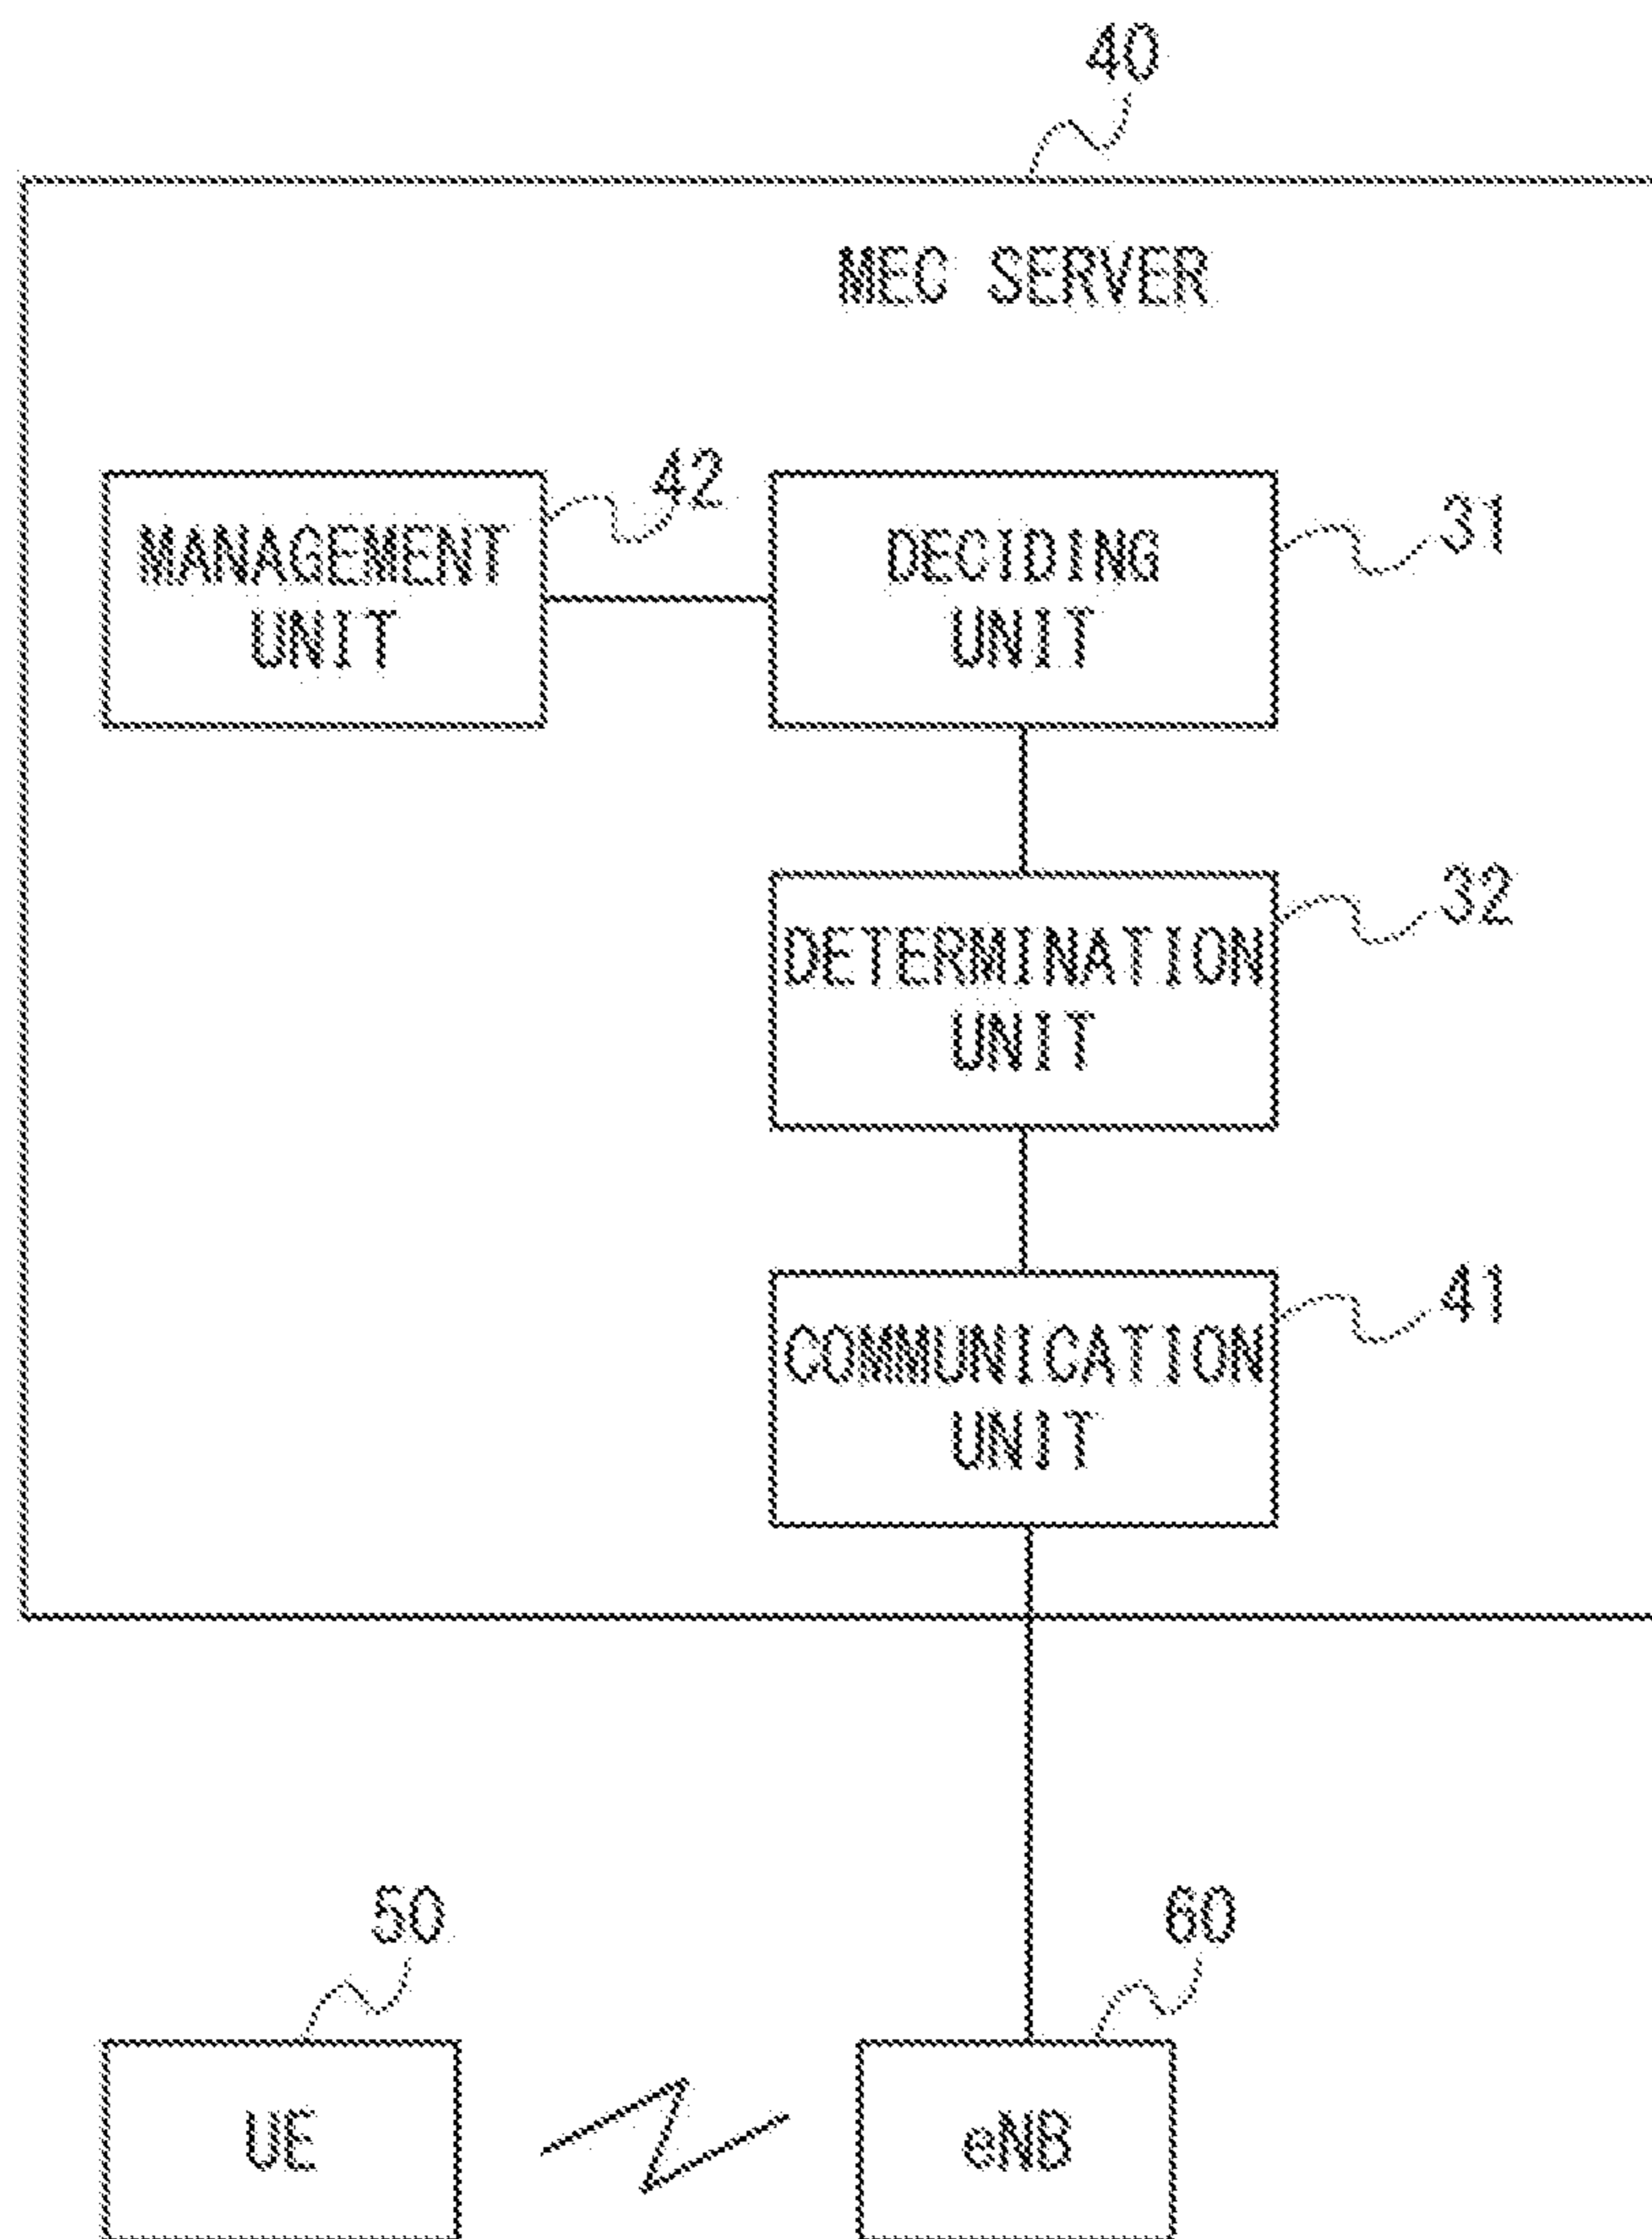 40
MEC SERVER
42
31
MANAGEMENT
UNIT
DECIDING
UNIT
32
DETERMINATION
UNIT
41
COMMUNICATION
UNIT
50
60
UE
eNB